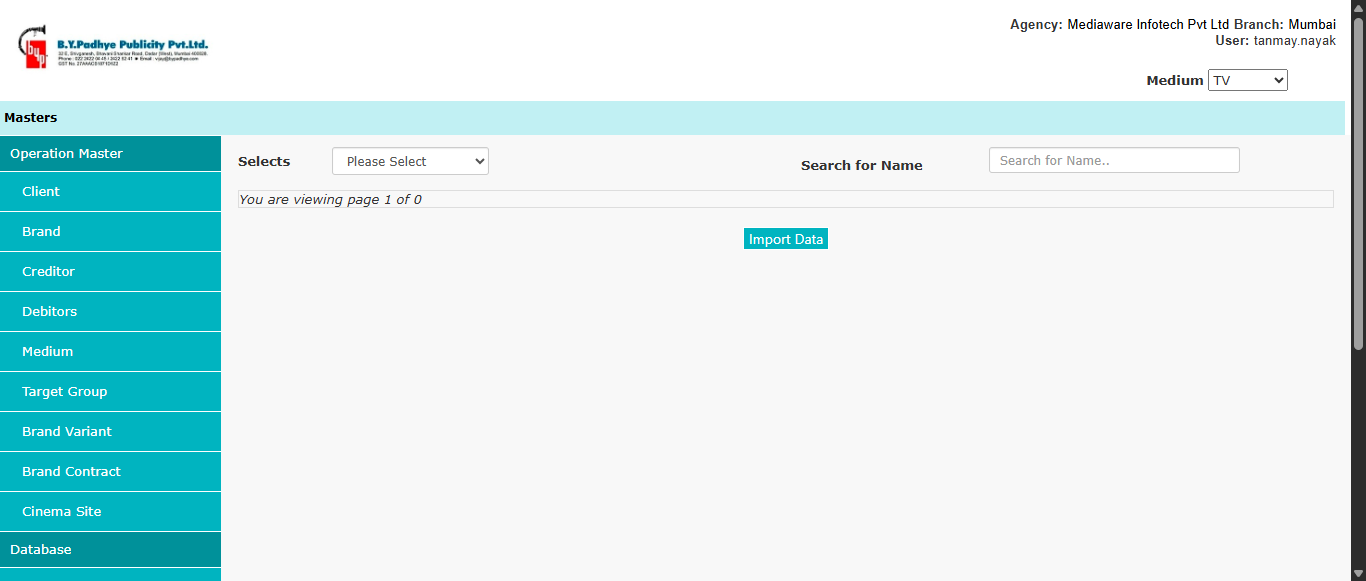 Agency: Mediaware Infotech Pvt Ltd Branch: Mumbai
User: tanmay.nayak
byp
B.Y.Padhye Publicity Pvt.Ltd.
Medium TV
Masters
Operation Master
Client
Brand
Creditor
Debitors
Medium
Target Group
Brand Variant
Brand Contract
Cinema Site
Database
Selects Please Select Search for Name Search for Name..
You are viewing page 1 of 0
Import Data